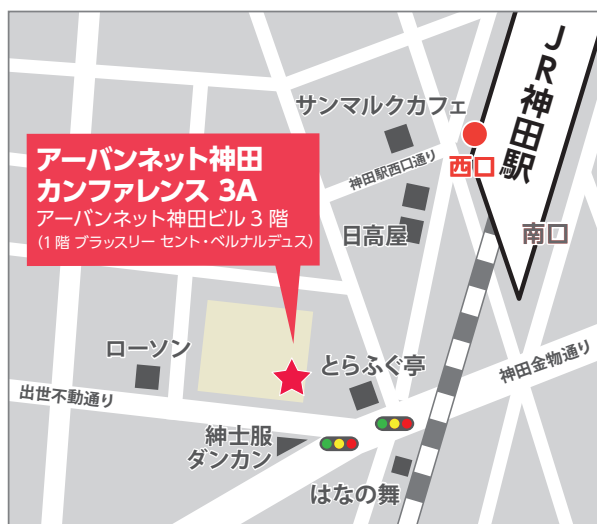 JR神田駅
サンマルクカフェ
西口
神田駅西口通り
アーバンネット神田
カンファレンス 3A
アーバンネット神田ビル 3 階
(1階 ブラッスリー セント・ベルナルデュス)
日高屋
南口
ローソン
とらふぐ亭
神田金物通り
出世不動通り
紳士服
ダンカン
はなの舞